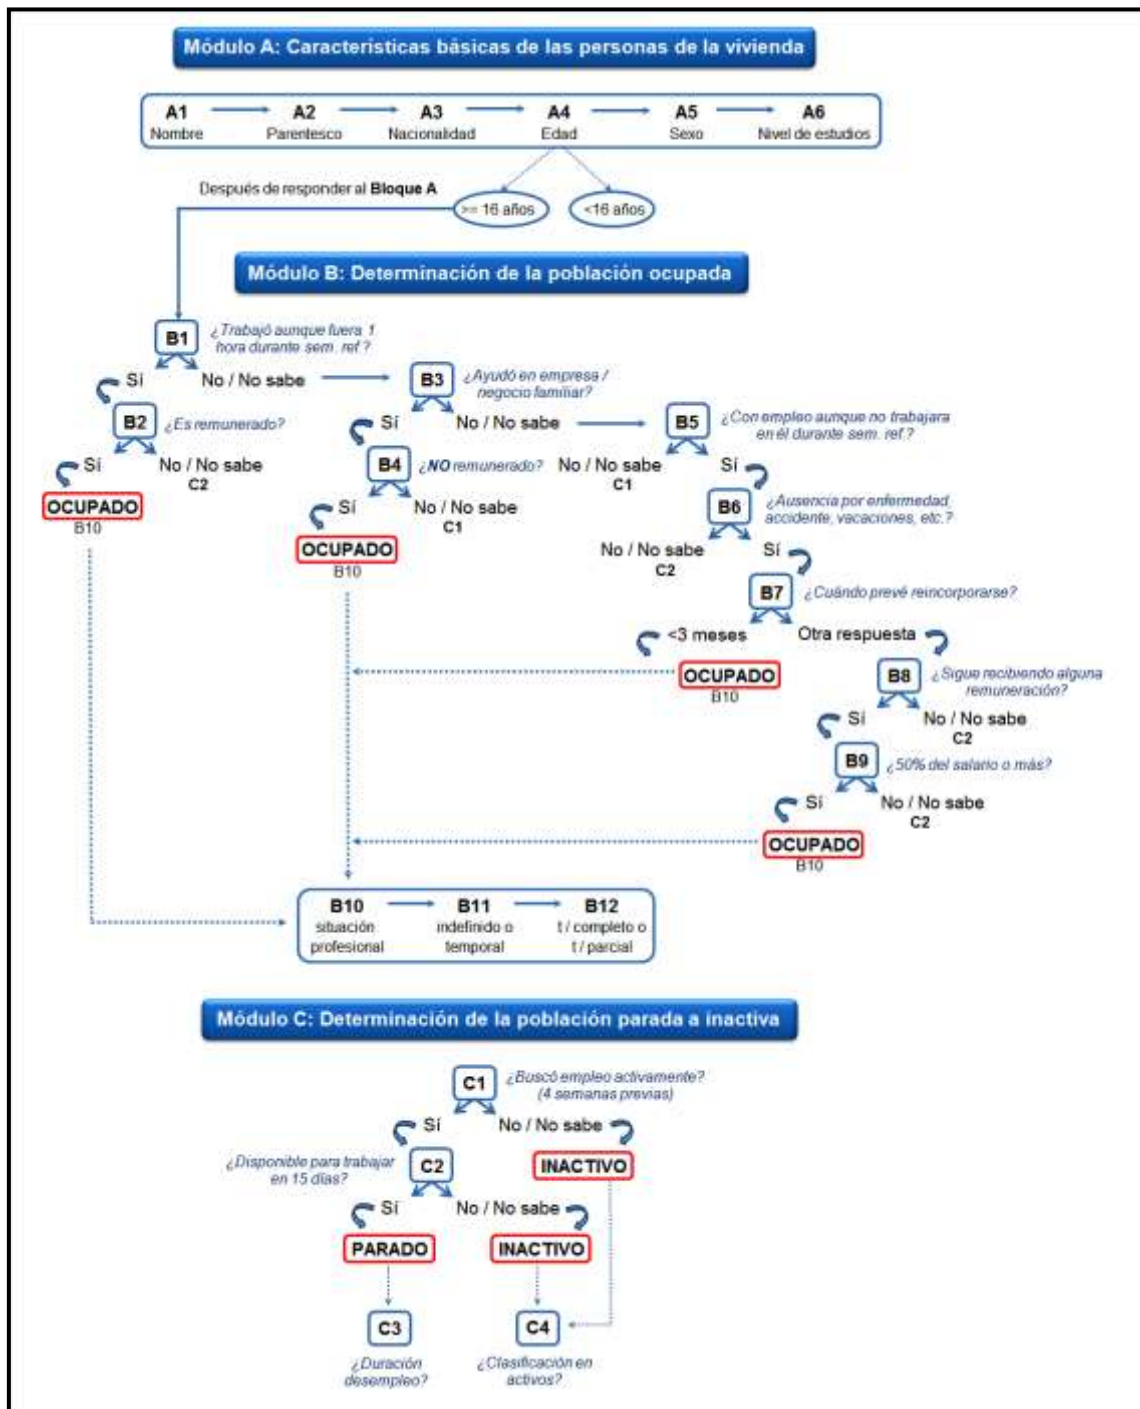 Módulo A: Características básicas de las personas de la vivienda
A1 A2 A3 A4 A5 A6
Nombre Parentesco Nacionalidad Edad Sexo Nivel de estudios
Después de responder al Bloque A
>= 16 años <16 años
Módulo B: Determinación de la población ocupada
B1
¿Trabajó aunque fuera 1
hora durante sem. ref.?
Sí No / No sabe
B3
¿Ayudó en empresa /
negocio familiar?
B2
¿Es remunerado?
Sí No / No sabe
B5
¿Con empleo aunque no trabajara
en él durante sem. ref.?
Sí No / No sabe
C2
B4
¿NO remunerado?
No / No sabe Sí
C1
OCUPADO
B10
Sí No / No sabe
C1
B6
¿Ausencia por enfermedad,
accidente, vacaciones, etc.?
OCUPADO
B10
No / No sabe Sí
C2
B7
¿Cuándo prevé reincorporarse?
<3 meses Otra respuesta
OCUPADO
B10
B8
¿Sigue recibiendo alguna
remuneración?
Sí No / No sabe
C2
B9
¿50% del salario o más?
Sí No / No sabe
C2
OCUPADO
B10
B10 B11 B12
situación indefinido o t / completo o
profesional temporal t / parcial
Módulo C: Determinación de la población parada a inactiva
C1
¿Buscó empleo activamente?
(4 semanas previas)
Sí No / No sabe
¿Disponible para trabajar
en 15 días?
C2
INACTIVO
Sí No / No sabe
PARADO INACTIVO
C3 C4
¿Duración ¿Clasificación en
desempleo? activos?